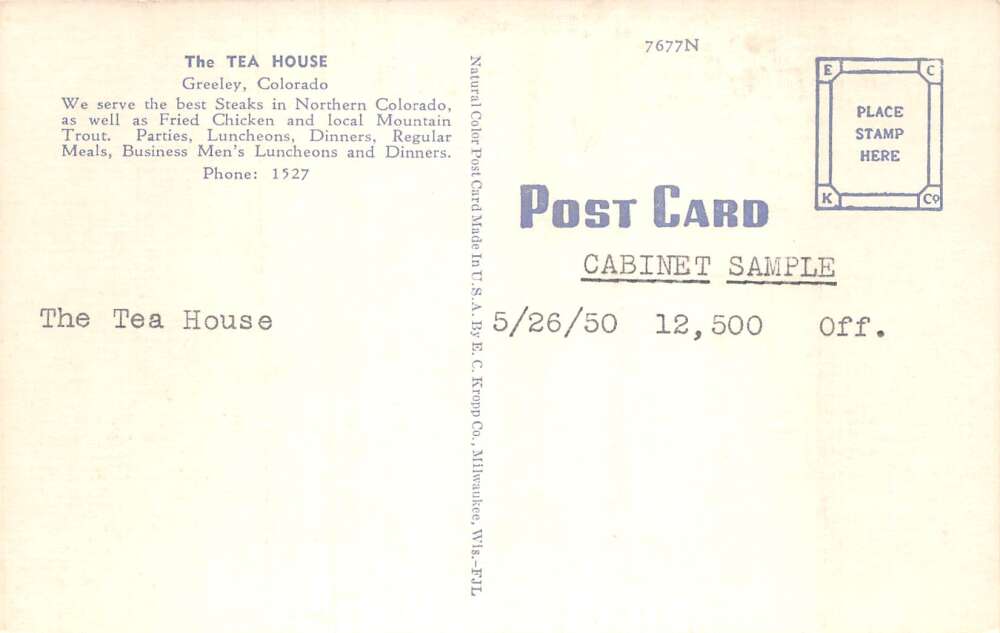 The TEA HOUSE
Greeley, Colorado
We serve the best Steaks in Northern Colorado,
as well as Fried Chicken and local Mountain
Trout. Parties, Luncheons, Dinners, Regular
Meals, Business Men's Luncheons and Dinners.
Phone: 1527
The Tea House
Natural Color Post Card Made In U.S.A. By E. C. Kropp Co., Milwaukee, Wis.-FJL
7677N
E C
PLACE
STAMP
HERE
K Co
POST CARD
CABINET SAMPLE
5/26/50 12,500 Off.